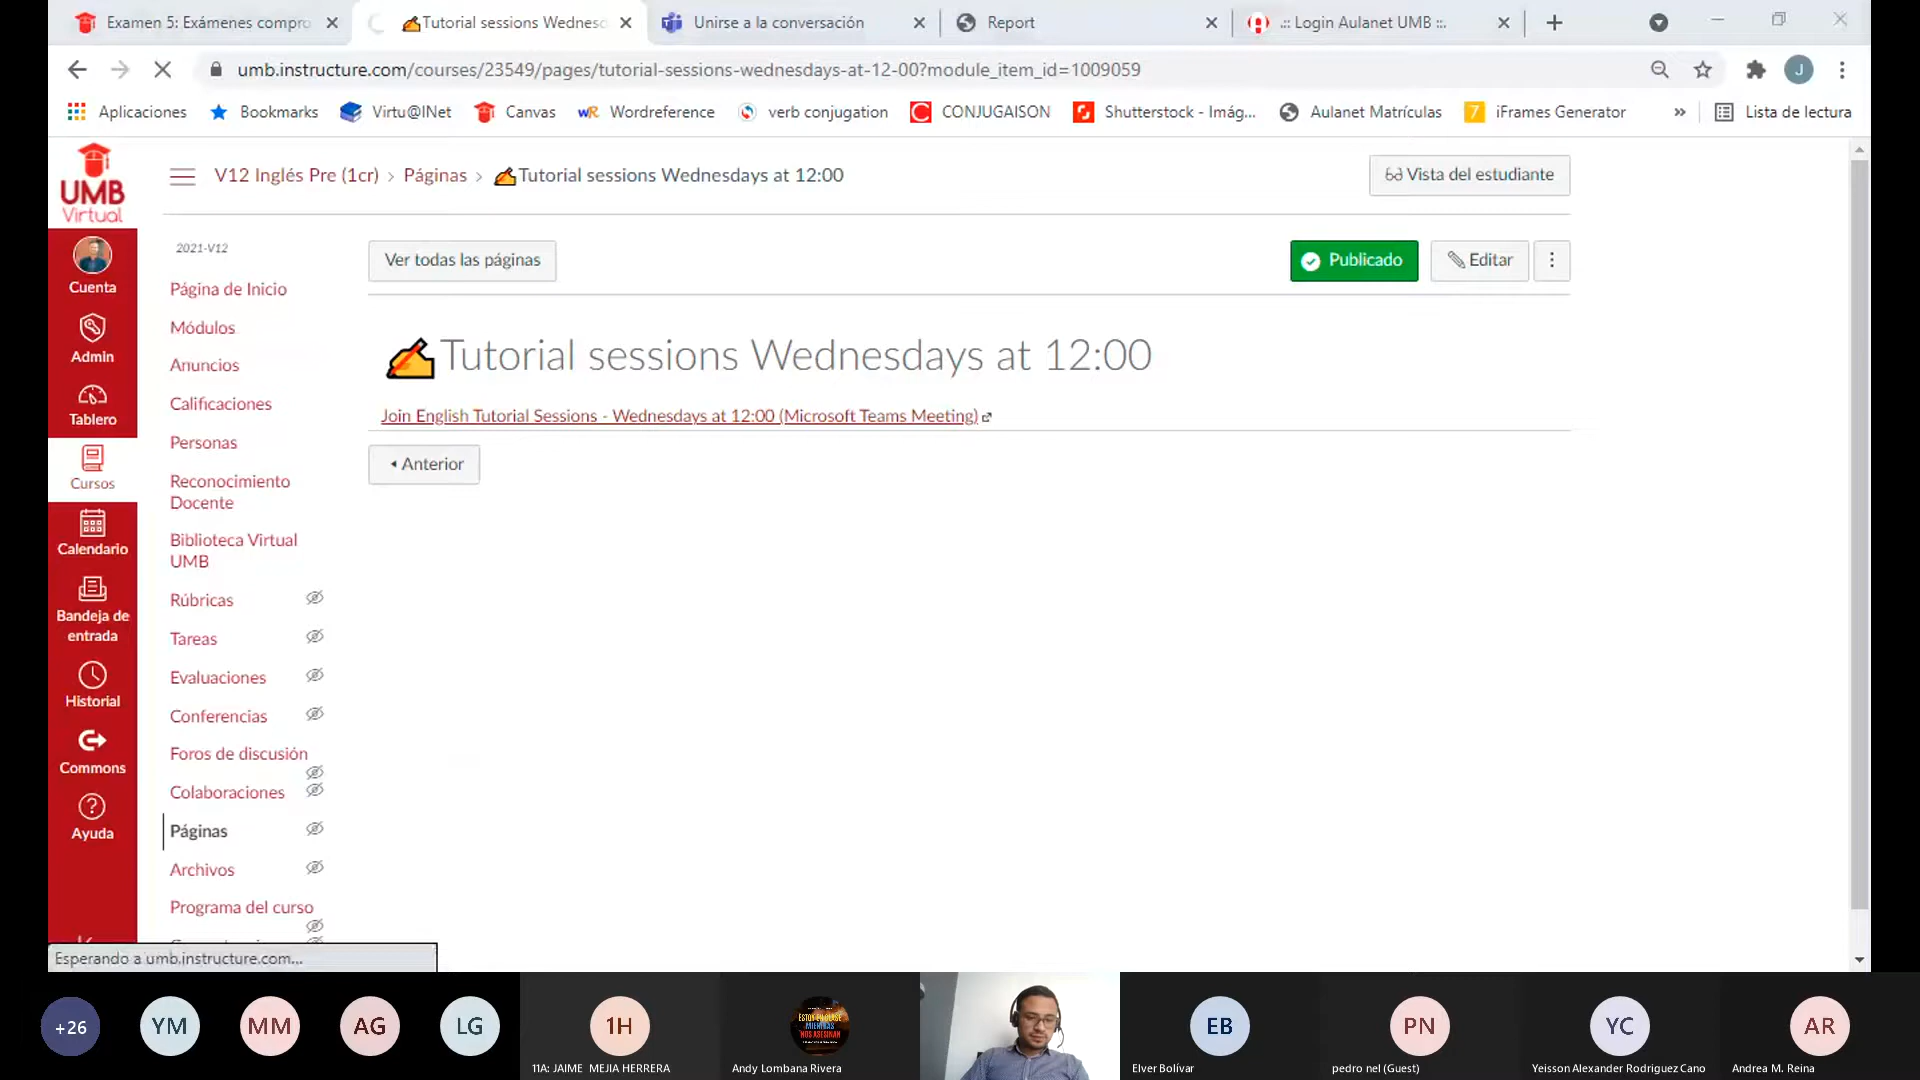 Examen 5: Exámenes compro
Tutorial sessions Wednesd
Unirse a la conversación
Report
.:: Login Aulanet UMB ::.
umb.instructure.com/courses/23549/pages/tutorial-sessions-wednesdays-at-12-00?module_item_id=1009059
J
Aplicaciones
Bookmarks
Virtu@lNet
Canvas
WR Wordreference
verb conjugation
C CONJUGAISON
Shutterstock - Imág...
Aulanet Matrículas
7 iFrames Generator
»
Lista de lectura
UMB
Virtual
V12 Inglés Pre (1cr) › Páginas › Tutorial sessions Wednesdays at 12:00
Vista del estudiante
Cuenta
Admin
Tablero
Cursos
Calendario
Bandeja de
entrada
Historial
Commons
Ayuda
2021-V12
Página de Inicio
Módulos
Anuncios
Calificaciones
Personas
Reconocimiento
Docente
Biblioteca Virtual
UMB
Rúbricas
Tareas
Evaluaciones
Conferencias
Foros de discusión
Colaboraciones
Páginas
Archivos
Programa del curso
Ver todas las páginas
Publicado
Editar
Tutorial sessions Wednesdays at 12:00
Join English Tutorial Sessions - Wednesdays at 12:00 (Microsoft Teams Meeting)
Anterior
Esperando a umb.instructure.com...
+26
YM
MM
AG
LG
1H
11A: JAIME MEJIA HERRERA
ESTOY EN CLASE
MIENTRAS
NOS ASESINAN
Andy Lombana Rivera
EB
Elver Bolívar
PN
pedro nel (Guest)
YC
Yeisson Alexander Rodriguez Cano
AR
Andrea M. Reina